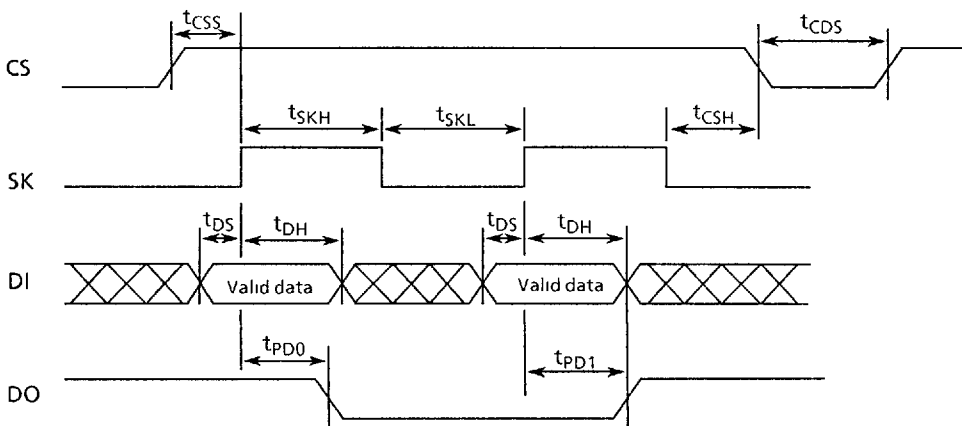 tCSS
tCDS
CS
tSKH tSKL tCSH
SK
tDS tDH tDS tDH
DI Valid data Valid data
tPD0 tPD1
DO